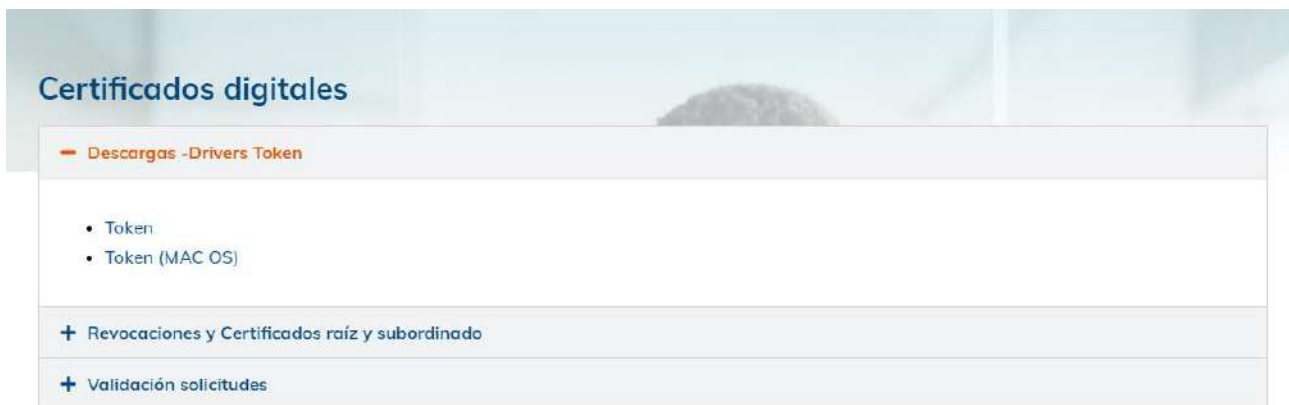 Certificados digitales
Descargas -Drivers Token
Token
Token (MAC OS)
Revocaciones y Certificados raíz y subordinado
Validación solicitudes